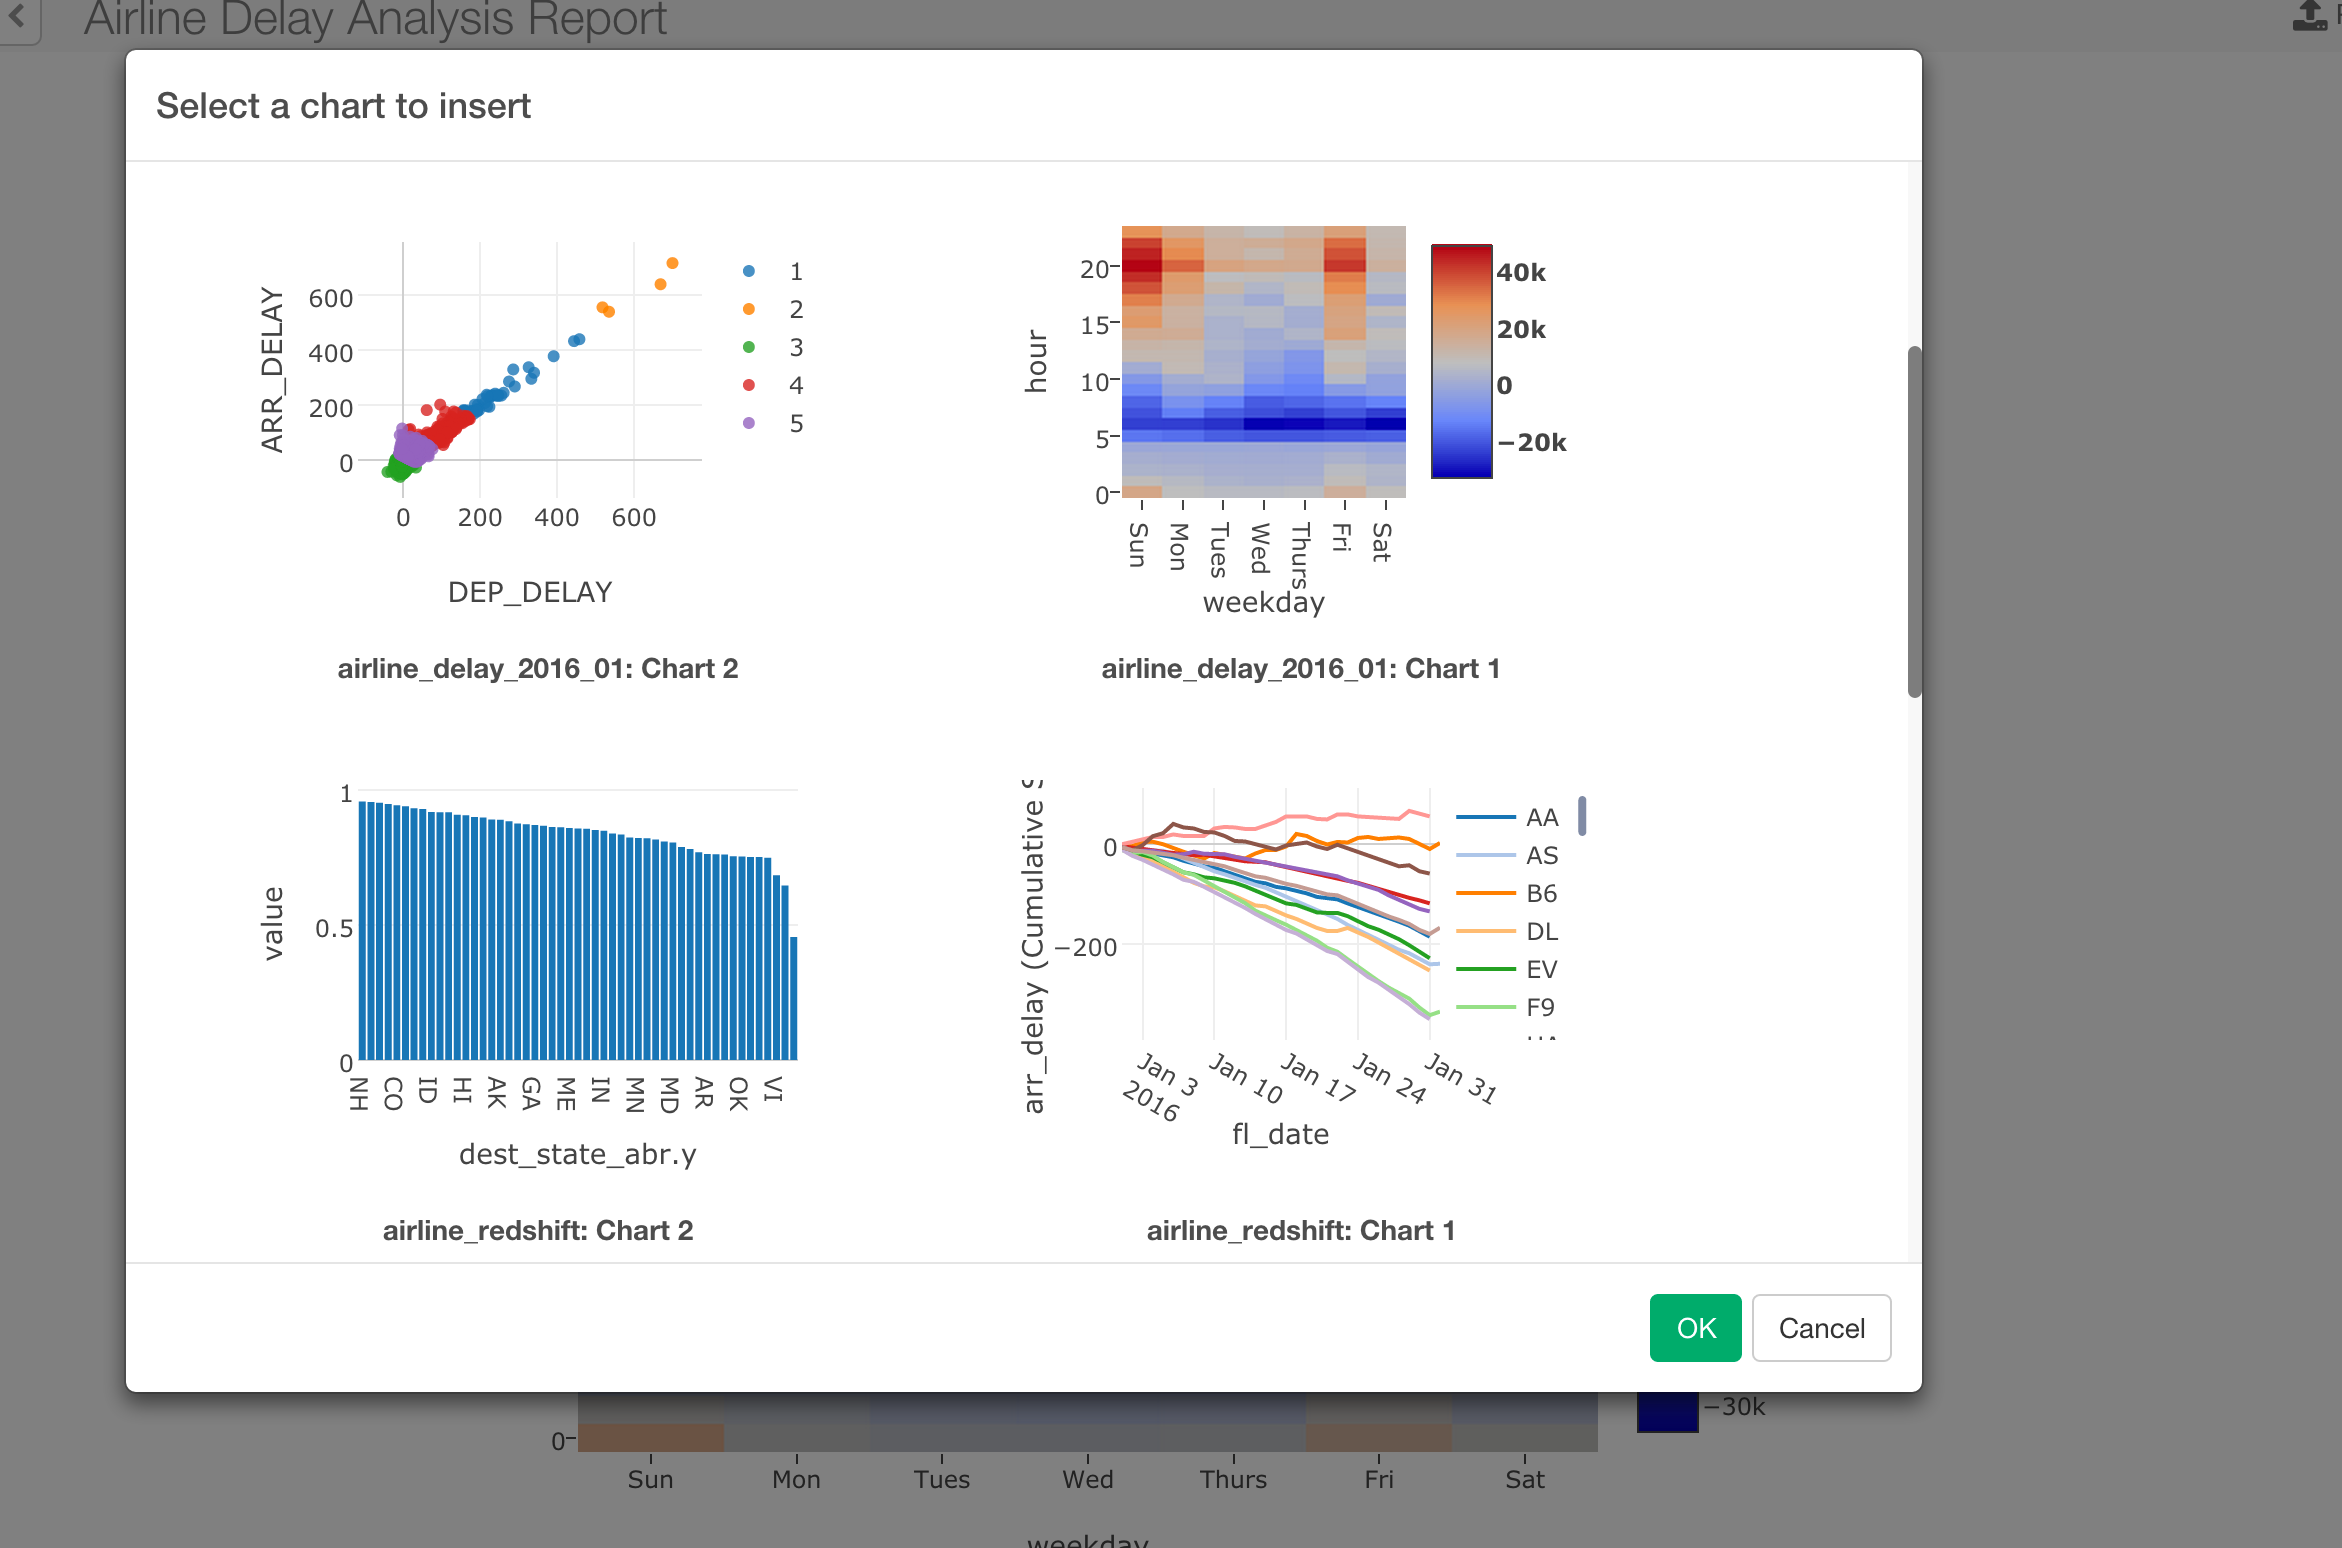 Airline Delay Analysis Report
Select a chart to insert
ARR_DELAY
600
400
200
0
0 200 400 600
DEP_DELAY
1
2
3
4
5
airline_delay_2016_01: Chart 2
hour
20
15
10
5
0
Sun Mon Tues Wed Thurs Fri Sat
weekday
40k
20k
0
−20k
airline_delay_2016_01: Chart 1
value
1
0.5
0
NH CO ID HI AK GA ME IN MN MD AR OK VI
dest_state_abr.y
airline_redshift: Chart 2
arr_delay (Cumulative
0
−200
Jan 3 Jan 10 Jan 17 Jan 24 Jan 31
2016
fl_date
AA
AS
B6
DL
EV
F9
airline_redshift: Chart 1
OK Cancel
−30k
0
Sun Mon Tues Wed Thurs Fri Sat
weekday